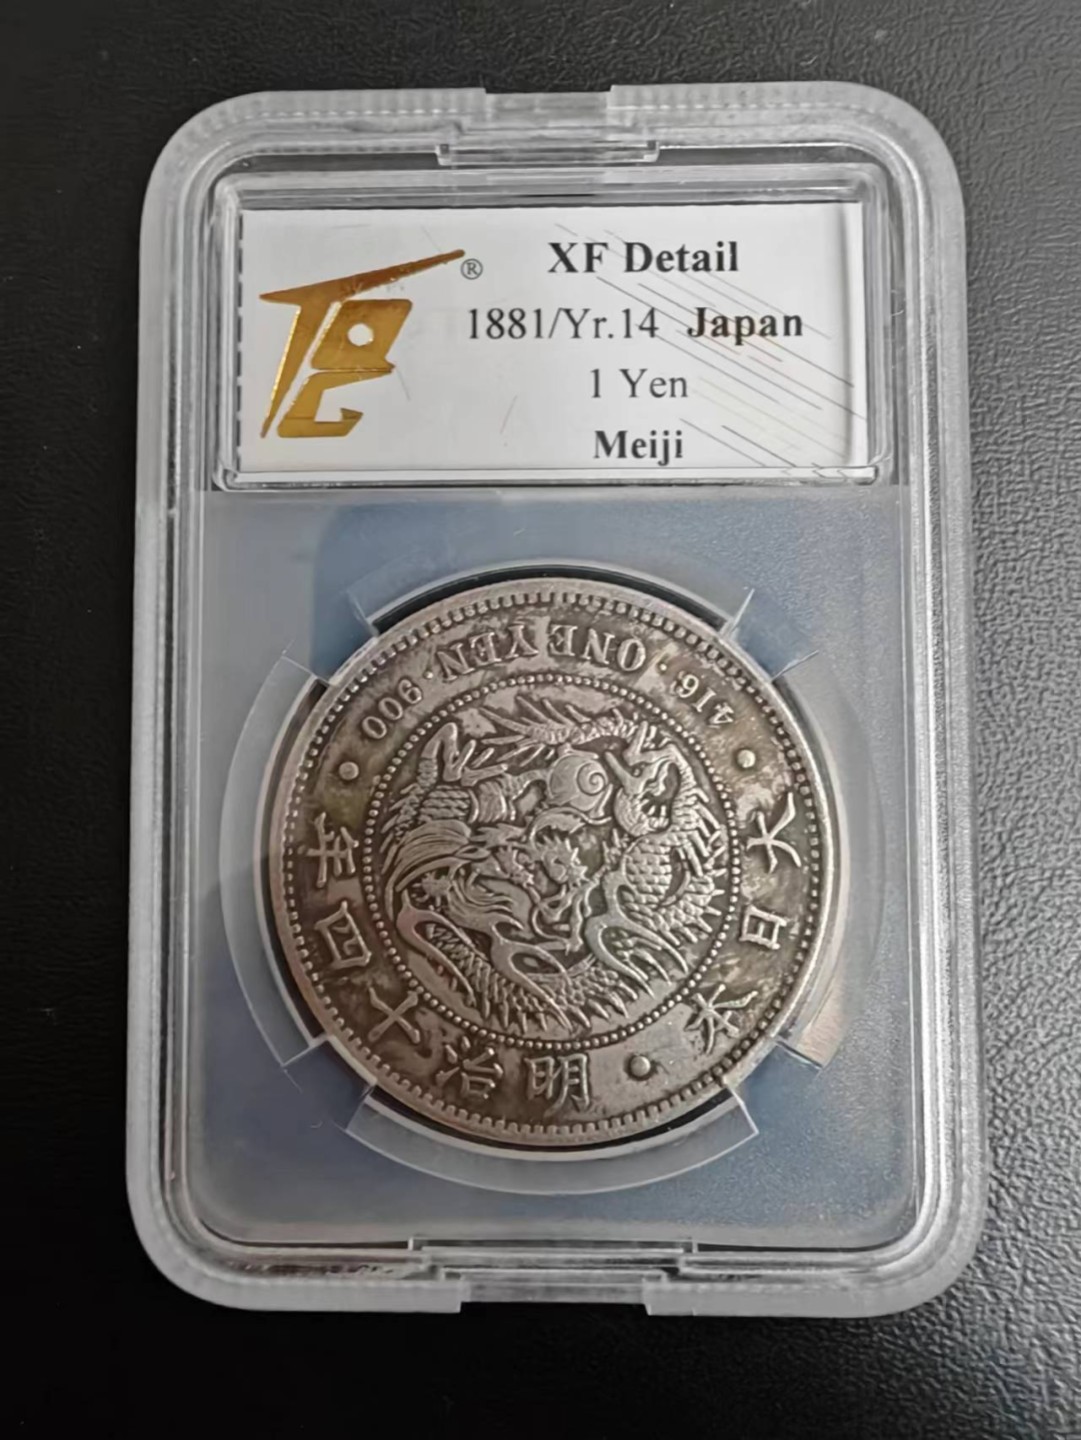 ®
XF Detail
1881/Yr.14 Japan
1 Yen
Meiji
大日本 · 明治十四年 · 900 · ONE YEN · 416 ·